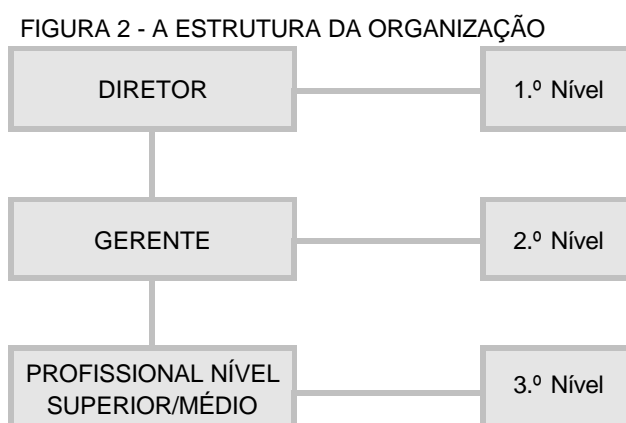 FIGURA 2 - A ESTRUTURA DA ORGANIZAÇÃO
DIRETOR
1.º Nível
GERENTE
2.º Nível
PROFISSIONAL NÍVEL
SUPERIOR/MÉDIO
3.º Nível